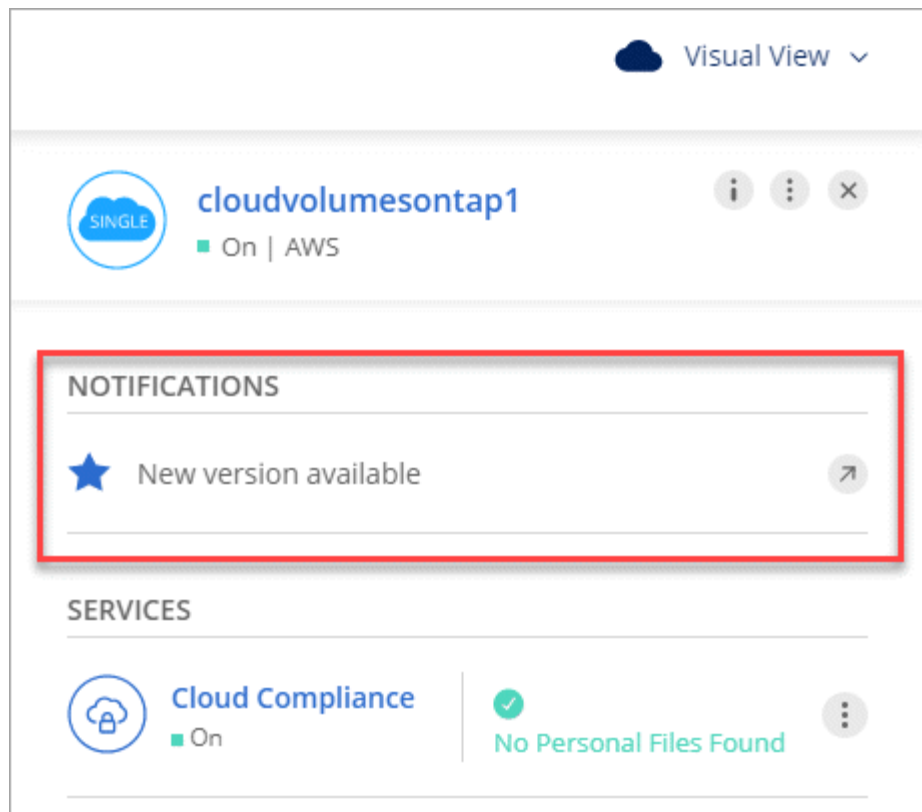 Visual View
SINGLE
cloudvolumesontap1
On | AWS
NOTIFICATIONS
New version available
SERVICES
Cloud Compliance
On
No Personal Files Found